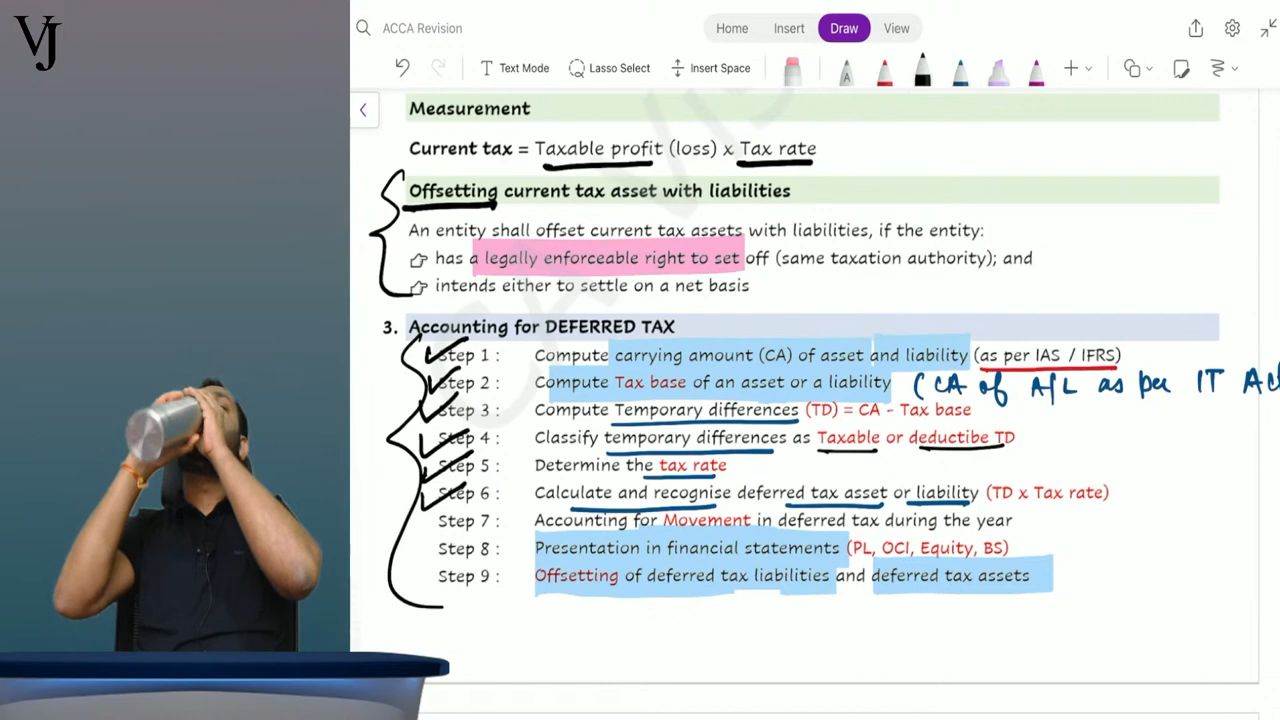 VJ
ACCA Revision
Home Insert Draw View
Text Mode Lasso Select Insert Space
Measurement
Current tax = Taxable profit (loss) x Tax rate
Offsetting current tax asset with liabilities
An entity shall offset current tax assets with liabilities, if the entity:
has a legally enforceable right to set off (same taxation authority); and
intends either to settle on a net basis
3. Accounting for DEFERRED TAX
Step 1 : Compute carrying amount (CA) of asset and liability (as per IAS / IFRS)
Step 2 : Compute Tax base of an asset or a liability (CA of A/L as per IT Act
Step 3 : Compute Temporary differences (TD) = CA - Tax base
Step 4 : Classify temporary differences as Taxable or deductibe TD
Step 5 : Determine the tax rate
Step 6 : Calculate and recognise deferred tax asset or liability (TD x Tax rate)
Step 7 : Accounting for Movement in deferred tax during the year
Step 8 : Presentation in financial statements (PL, OCI, Equity, BS)
Step 9 : Offsetting of deferred tax liabilities and deferred tax assets